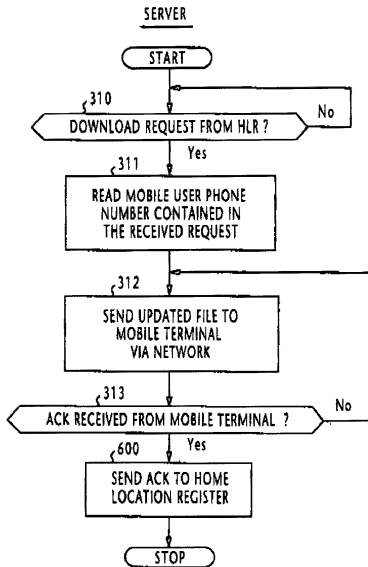 SERVER
START
310
DOWNLOAD REQUEST FROM HLR ?
No
Yes
311
READ MOBILE USER PHONE
NUMBER CONTAINED IN
THE RECEIVED REQUEST
312
SEND UPDATED FILE TO
MOBILE TERMINAL
VIA NETWORK
313
ACK RECEIVED FROM MOBILE TERMINAL ?
No
Yes
600
SEND ACK TO HOME
LOCATION REGISTER
STOP